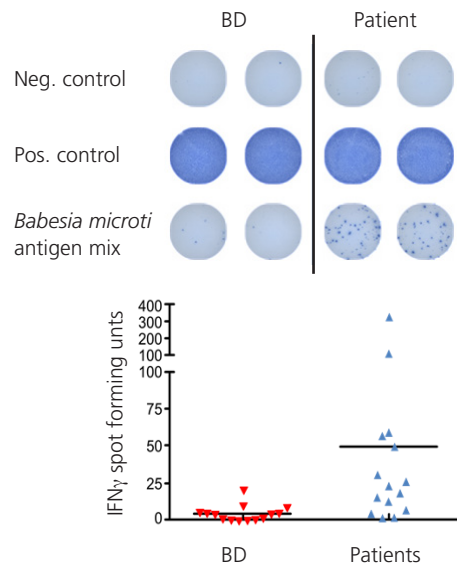 BD Patient
Neg. control
Pos. control
Babesia microti
antigen mix
IFNγ spot forming unts
400
300
200
100
100
75
50
25
0
BD Patients